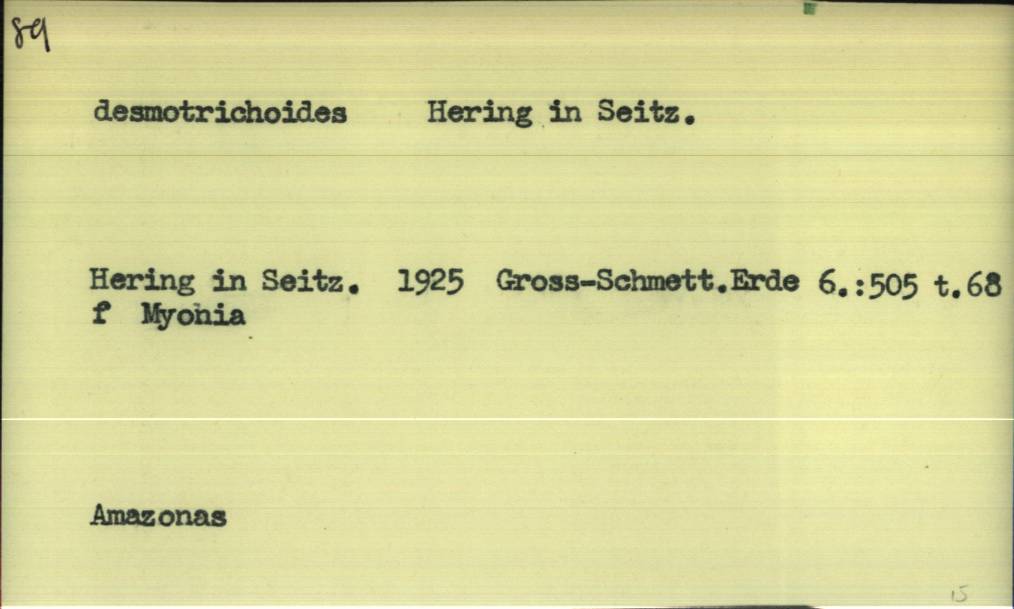 89
desmotrichoides Hering in Seitz.
Hering in Seitz. 1925 Gross-Schmett.Erde 6.:505 t.68
f Myonia
Amazonas
15